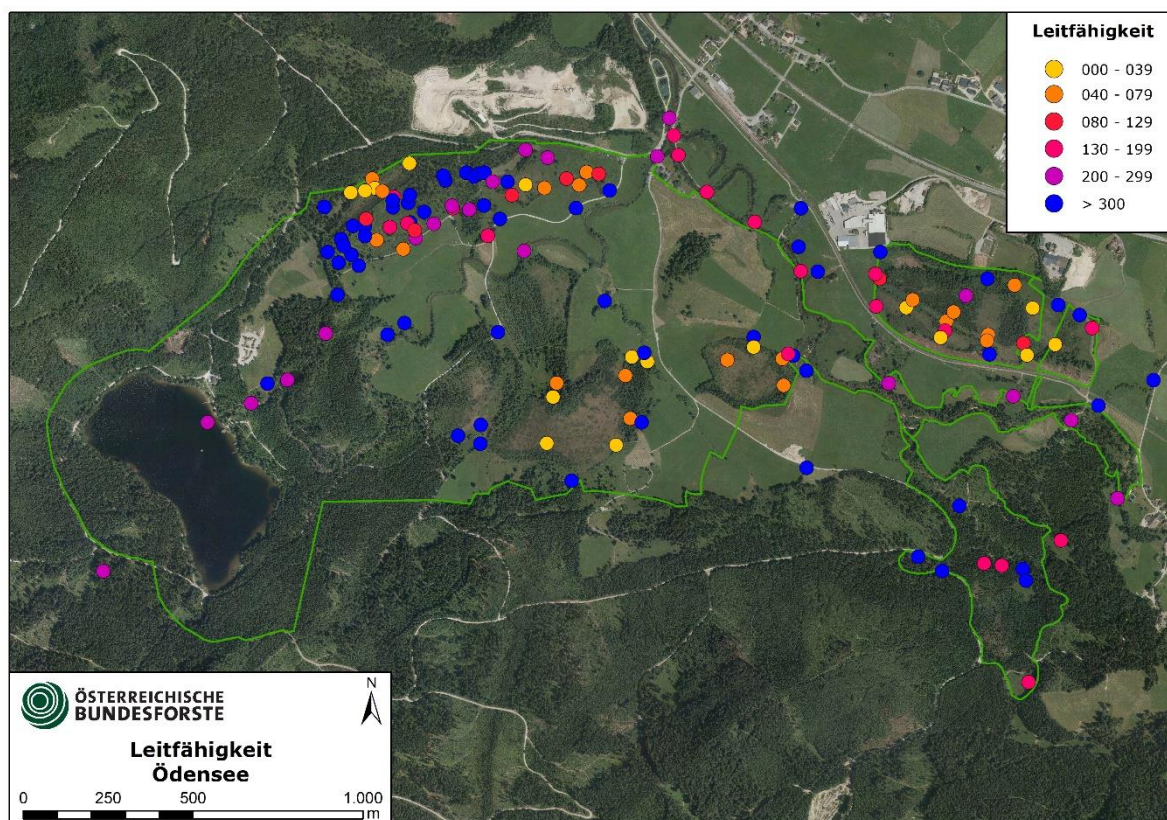 Leitfähigkeit
000 - 039
040 - 079
080 - 129
130 - 199
200 - 299
> 300
ÖSTERREICHISCHE
BUNDESFORSTE
N
Leitfähigkeit
Ödensee
0 250 500 1.000
m